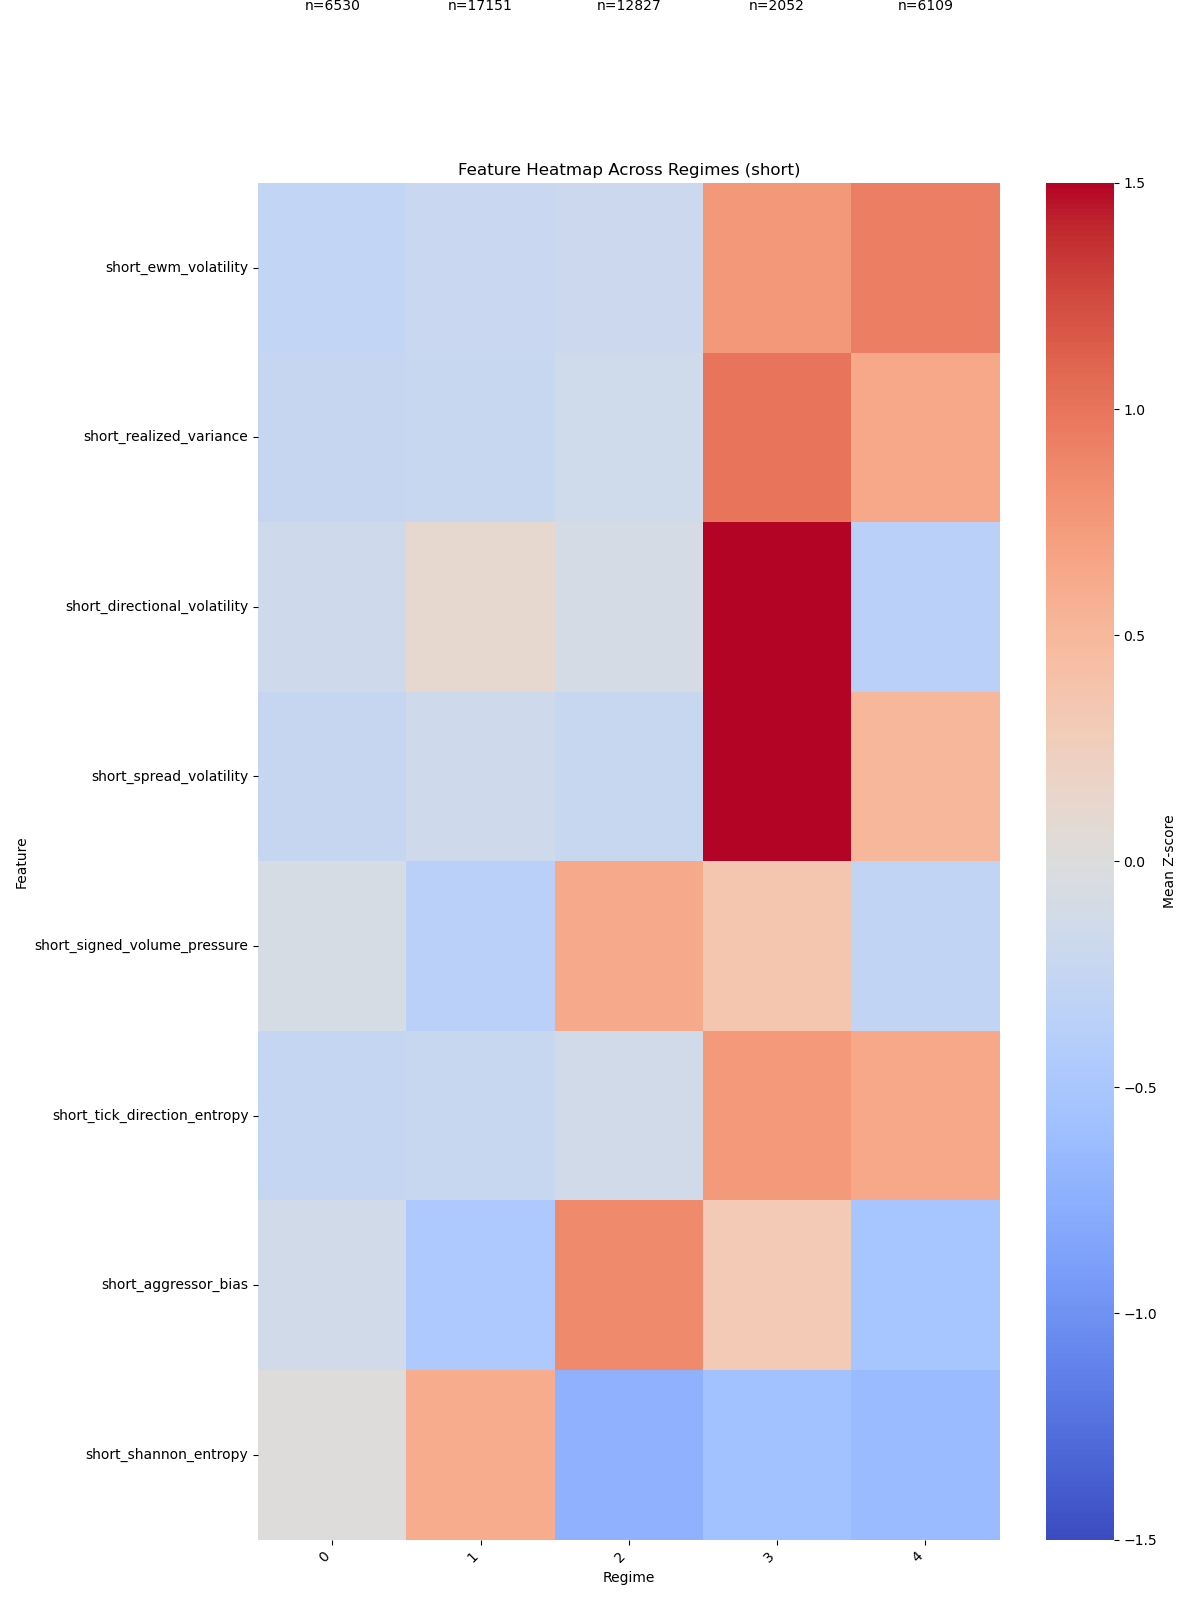 n=6530 n=17151 n=12827 n=2052 n=6109
Feature Heatmap Across Regimes (short)
short_ewm_volatility
short_realized_variance
short_directional_volatility
short_spread_volatility
short_signed_volume_pressure
short_tick_direction_entropy
short_aggressor_bias
short_shannon_entropy
Feature
0 1 2 3 4
Regime
1.5
1.0
0.5
0.0
−0.5
−1.0
−1.5
Mean Z-score